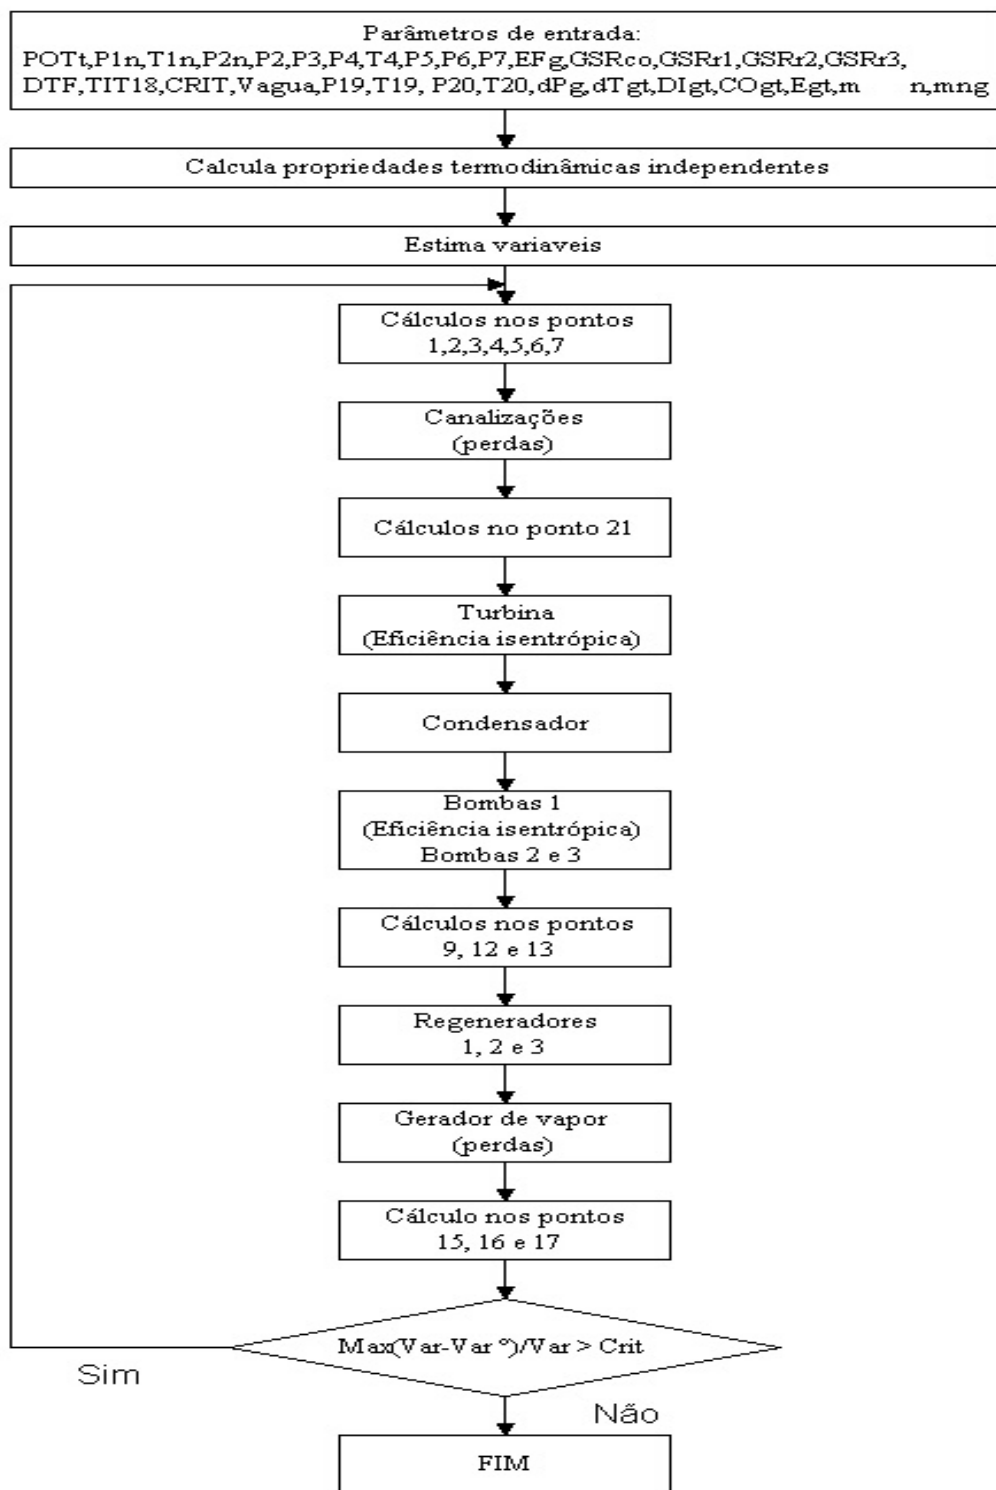 Parâmetros de entrada:
POTt,P1n,T1n,P2n,P2,P3,P4,T4,P5,P6,P7,EFg,GSRco,GSRr1,GSRr2,GSRr3,
DTF,TIT18,CRIT,Vagua,P19,T19, P20,T20,dPg,dTgt,DIgt,COgt,Egt,m n,mng
Calcula propriedades termodinâmicas independentes
Estima variaveis
Cálculos nos pontos
1,2,3,4,5,6,7
Canalizações
(perdas)
Cálculos no ponto 21
Turbina
(Eficiência isentrópica)
Condensador
Bombas 1
(Eficiência isentrópica)
Bombas 2 e 3
Cálculos nos pontos
9, 12 e 13
Regeneradores
1, 2 e 3
Gerador de vapor
(perdas)
Cálculo nos pontos
15, 16 e 17
Max(Var-Var º)/Var > Crit
Sim
Não
FIM